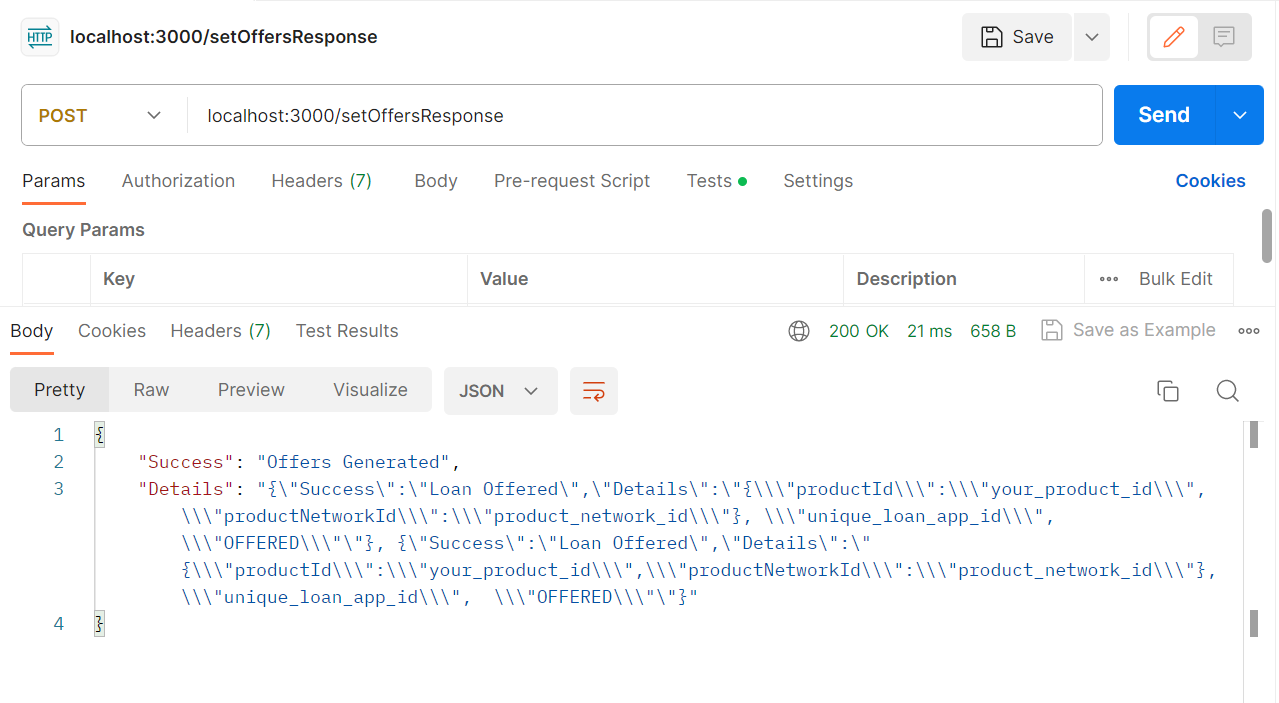 HTTP localhost:3000/setOffersResponse Save
POST localhost:3000/setOffersResponse Send
Params Authorization Headers (7) Body Pre-request Script Tests Settings Cookies
Query Params
Key Value Description Bulk Edit
Body Cookies Headers (7) Test Results 200 OK 21 ms 658 B Save as Example
Pretty Raw Preview Visualize JSON
1 {
2 "Success": "Offers Generated",
3 "Details": "{\"Success\":\"Loan Offered\",\"Details\":\"{\\\"productId\\\":\\\"your_product_id\\\",
\\\"productNetworkId\\\":\\\"product_network_id\\\"}, \\\"unique_loan_app_id\\\",
\\\"OFFERED\\\"\"}, {\"Success\":\"Loan Offered\",\"Details\":\"
{\\\"productId\\\":\\\"your_product_id\\\",\\\"productNetworkId\\\":\\\"product_network_id\\\"},
\\\"unique_loan_app_id\\\",  \\\"OFFERED\\\"\"}"
4 }